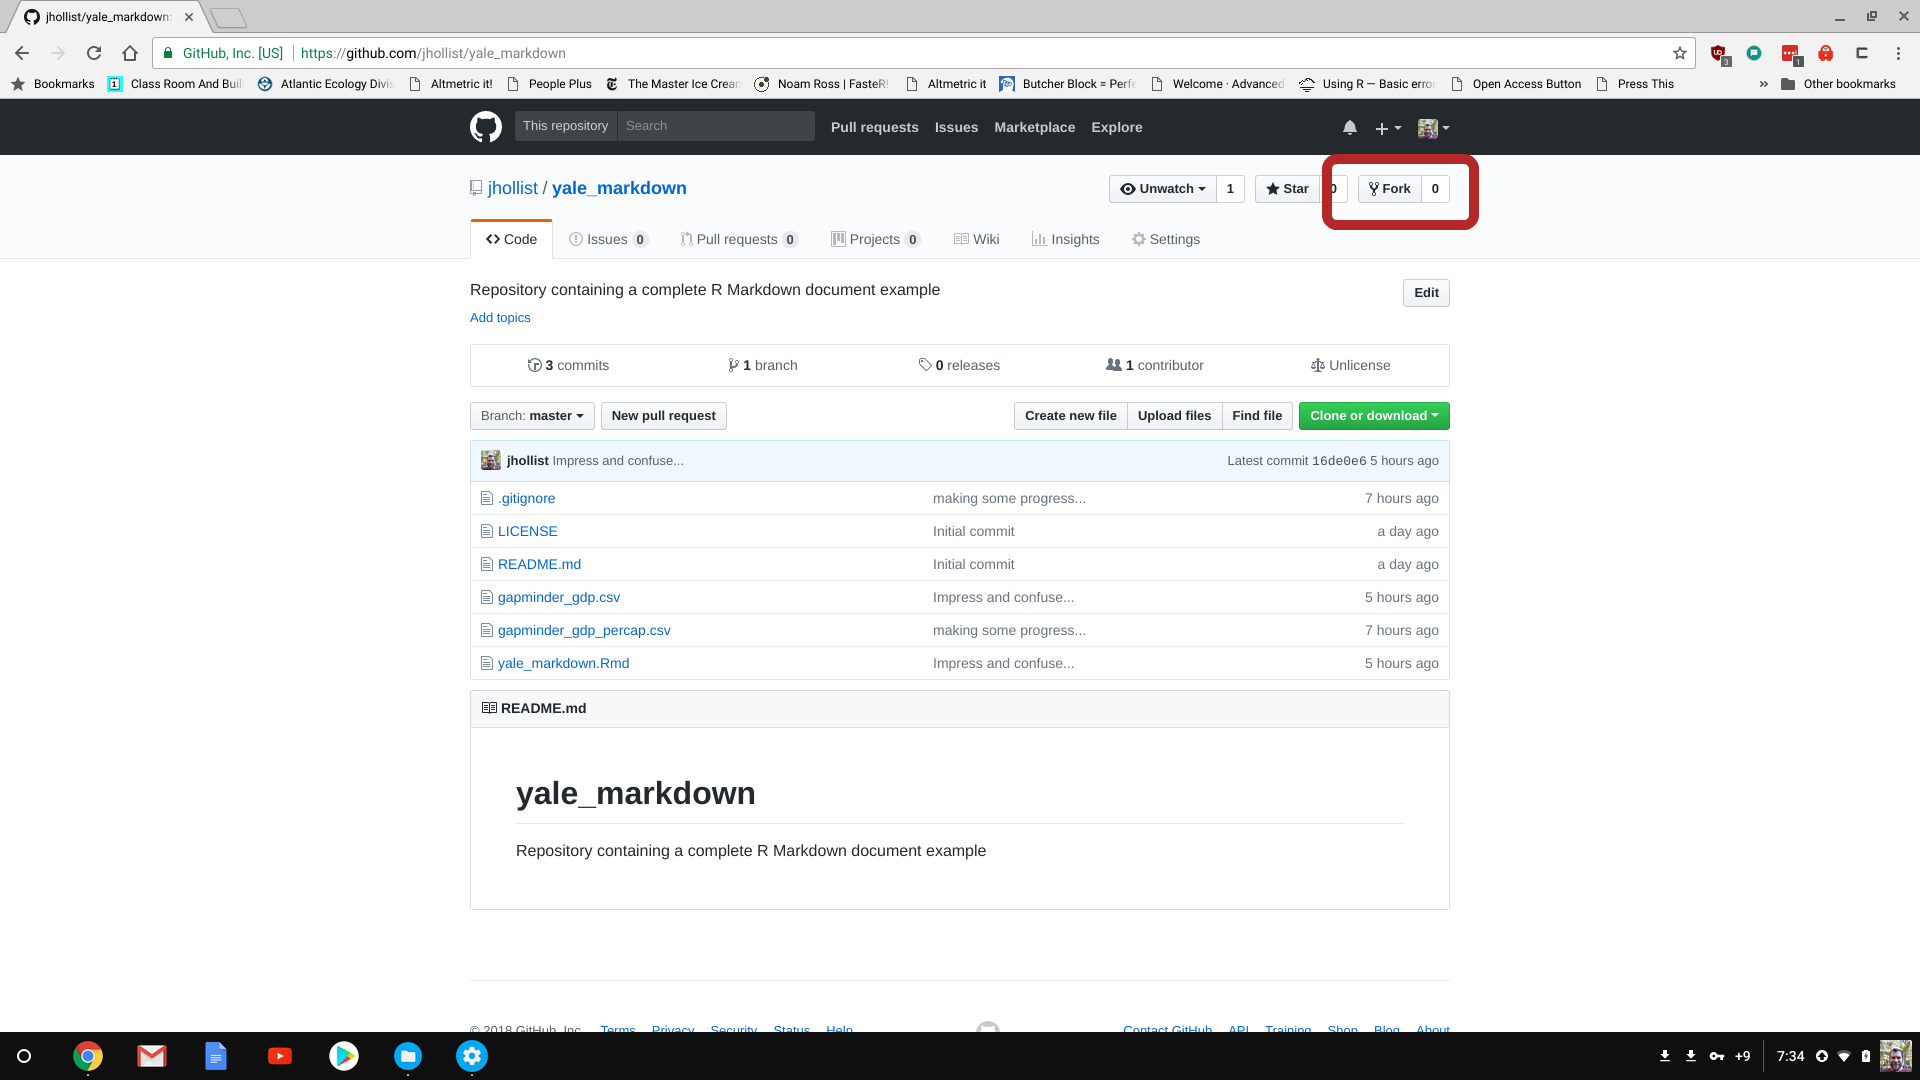 jhollist/yale_markdown:
GitHub, Inc. [US] https://github.com/jhollist/yale_markdown
3 1
Bookmarks Class Room And Buil Atlantic Ecology Divis Altmetric it! People Plus The Master Ice Cream Noam Ross | FasteR! Altmetric it Butcher Block = Perfe Welcome · Advanced Using R — Basic error Open Access Button Press This » Other bookmarks
This repository Search Pull requests Issues Marketplace Explore
jhollist / yale_markdown Unwatch 1 Star 0 Fork 0
Code Issues 0 Pull requests 0 Projects 0 Wiki Insights Settings
Repository containing a complete R Markdown document example Edit
Add topics
3 commits 1 branch 0 releases 1 contributor Unlicense
Branch: master New pull request Create new file Upload files Find file Clone or download
jhollist Impress and confuse... Latest commit 16de0e6 5 hours ago
.gitignore making some progress... 7 hours ago
LICENSE Initial commit a day ago
README.md Initial commit a day ago
gapminder_gdp.csv Impress and confuse... 5 hours ago
gapminder_gdp_percap.csv making some progress... 7 hours ago
yale_markdown.Rmd Impress and confuse... 5 hours ago
README.md
yale_markdown
Repository containing a complete R Markdown document example
© 2018 GitHub, Inc. Terms Privacy Security Status Help Contact GitHub API Training Shop Blog About
+9 7:34